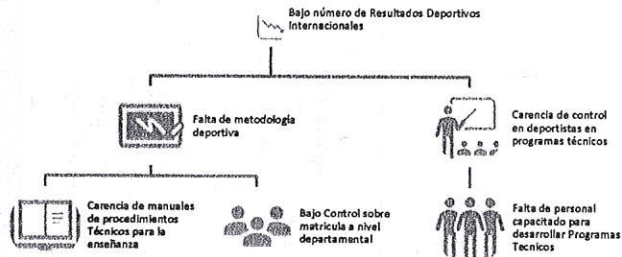 Bajo número de Resultados Deportivos
Internacionales
Falta de metodología
deportiva
Carencia de control
en deportistas en
programas técnicos
Carencia de manuales
de procedimientos
Técnicos para la
enseñanza
Bajo Control sobre
matricula a nivel
departamental
Falta de personal
capacitado para
desarrollar Programas
Tecnicos